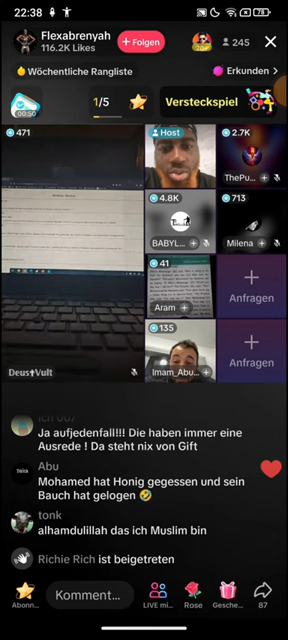 22:38
78
Flexabrenyah
116.2K Likes
+ Folgen
245
Wöchentliche Rangliste
Erkunden >
00:50
1/5
Versteckspiel
471
Host
2.7K
ThePu...
4.8K
BABYL...
713
Milena
41
Aram
Anfragen
135
Imam_Abu...
Anfragen
Deus✝Vult
Ja aufjedenfall!!! Die haben immer eine
Ausrede ! Da steht nix von Gift
Abu
Mohamed hat Honig gegessen und sein
Bauch hat gelogen 🤣
tonk
alhamdulillah das ich Muslim bin
Richie Rich ist beigetreten
Abonn...
Komment...
LIVE mi...
Rose
Gesche...
87